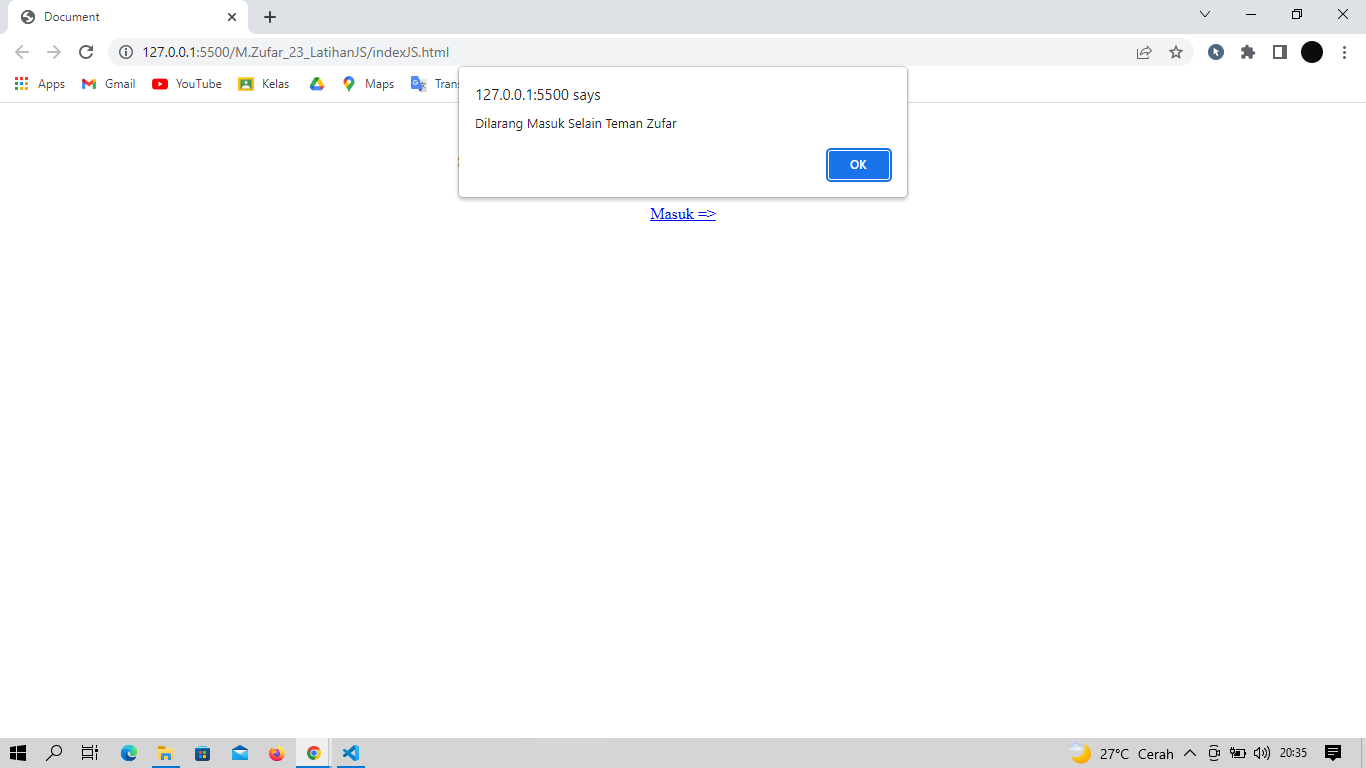 Document
127.0.0.1:5500/M.Zufar_23_LatihanJS/indexJS.html
Apps Gmail YouTube Kelas Maps Trans
127.0.0.1:5500 says
Dilarang Masuk Selain Teman Zufar
OK
Masuk =>
27°C Cerah 20:35